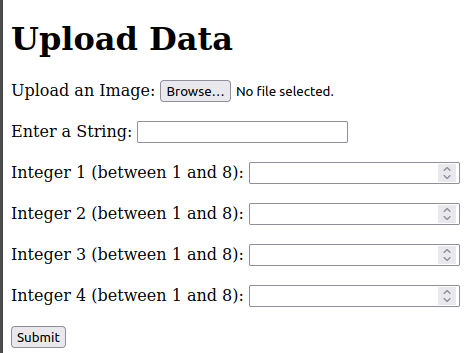 Upload Data
Upload an Image: Browse... No file selected.
Enter a String:
Integer 1 (between 1 and 8):
Integer 2 (between 1 and 8):
Integer 3 (between 1 and 8):
Integer 4 (between 1 and 8):
Submit